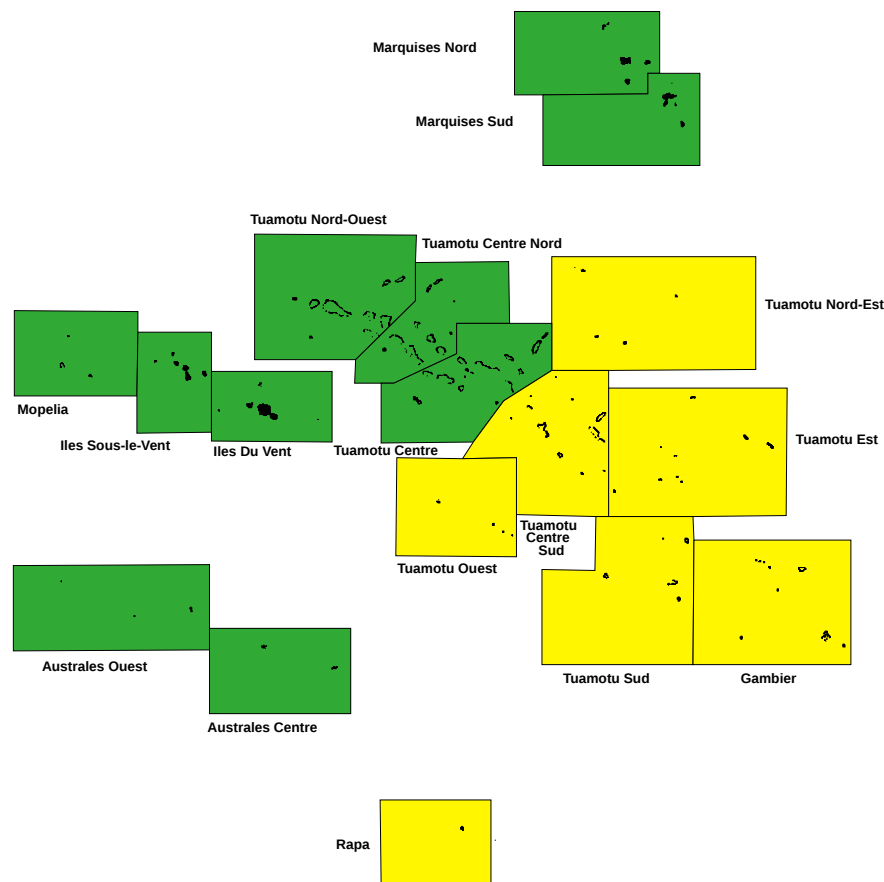 Marquises Nord
Marquises Sud
Tuamotu Nord-Ouest
Tuamotu Centre Nord
Tuamotu Nord-Est
Mopelia
Iles Sous-le-Vent
Iles Du Vent
Tuamotu Centre
Tuamotu Est
Tuamotu
Centre
Sud
Tuamotu Ouest
Australes Ouest
Tuamotu Sud
Gambier
Australes Centre
Rapa